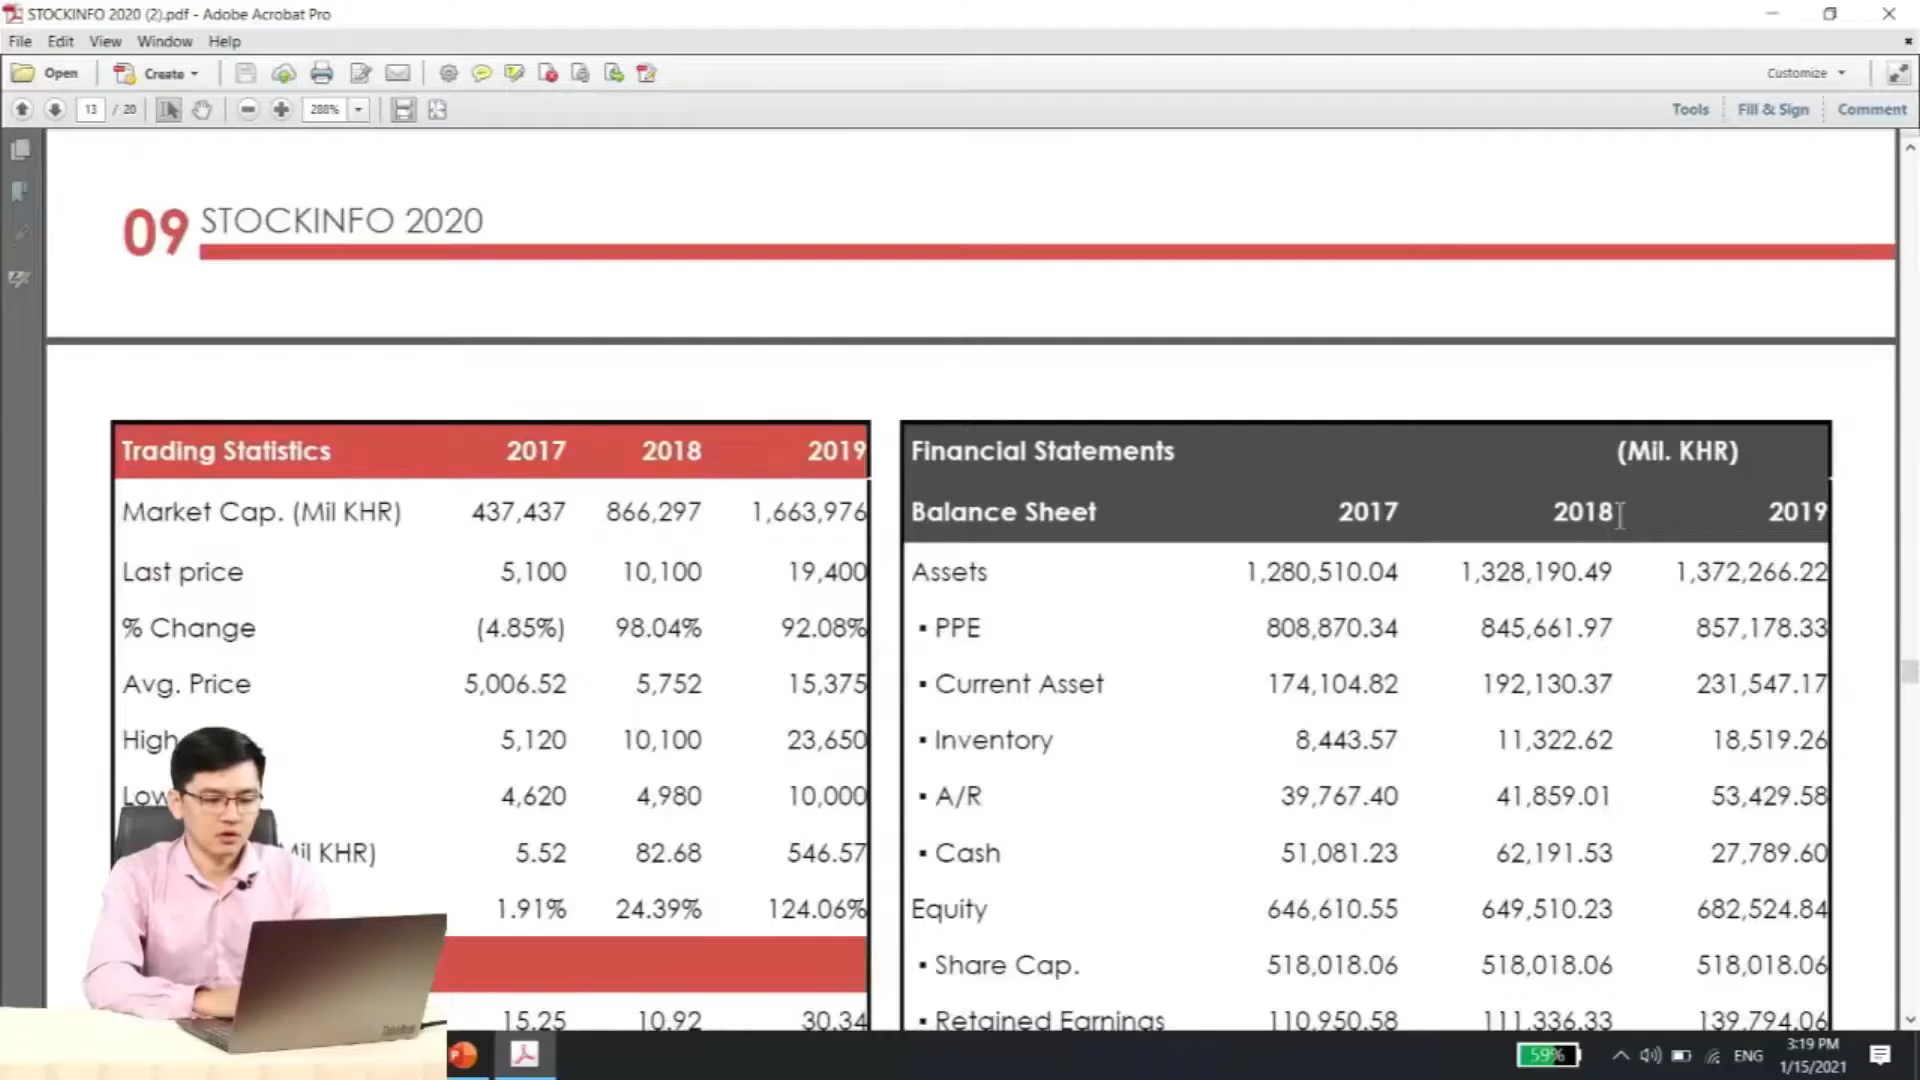 STOCKINFO 2020 (2).pdf - Adobe Acrobat Pro
File Edit View Window Help
Open Create Customize
13 / 20 288% Tools Fill & Sign Comment
09 STOCKINFO 2020
Trading Statistics 2017 2018 2019
Market Cap. (Mil KHR) 437,437 866,297 1,663,976
Last price 5,100 10,100 19,400
% Change (4.85%) 98.04% 92.08%
Avg. Price 5,006.52 5,752 15,375
High 5,120 10,100 23,650
Low 4,620 4,980 10,000
Mil KHR) 5.52 82.68 546.57
1.91% 24.39% 124.06%
15.25 10.92 30.34
Financial Statements (Mil. KHR)
Balance Sheet 2017 2018 2019
Assets 1,280,510.04 1,328,190.49 1,372,266.22
▪ PPE 808,870.34 845,661.97 857,178.33
▪ Current Asset 174,104.82 192,130.37 231,547.17
▪ Inventory 8,443.57 11,322.62 18,519.26
▪ A/R 39,767.40 41,859.01 53,429.58
▪ Cash 51,081.23 62,191.53 27,789.60
Equity 646,610.55 649,510.23 682,524.84
▪ Share Cap. 518,018.06 518,018.06 518,018.06
▪ Retained Earnings 110,950.58 111,336.33 139,794.06
59% ENG 3:19 PM
1/15/2021